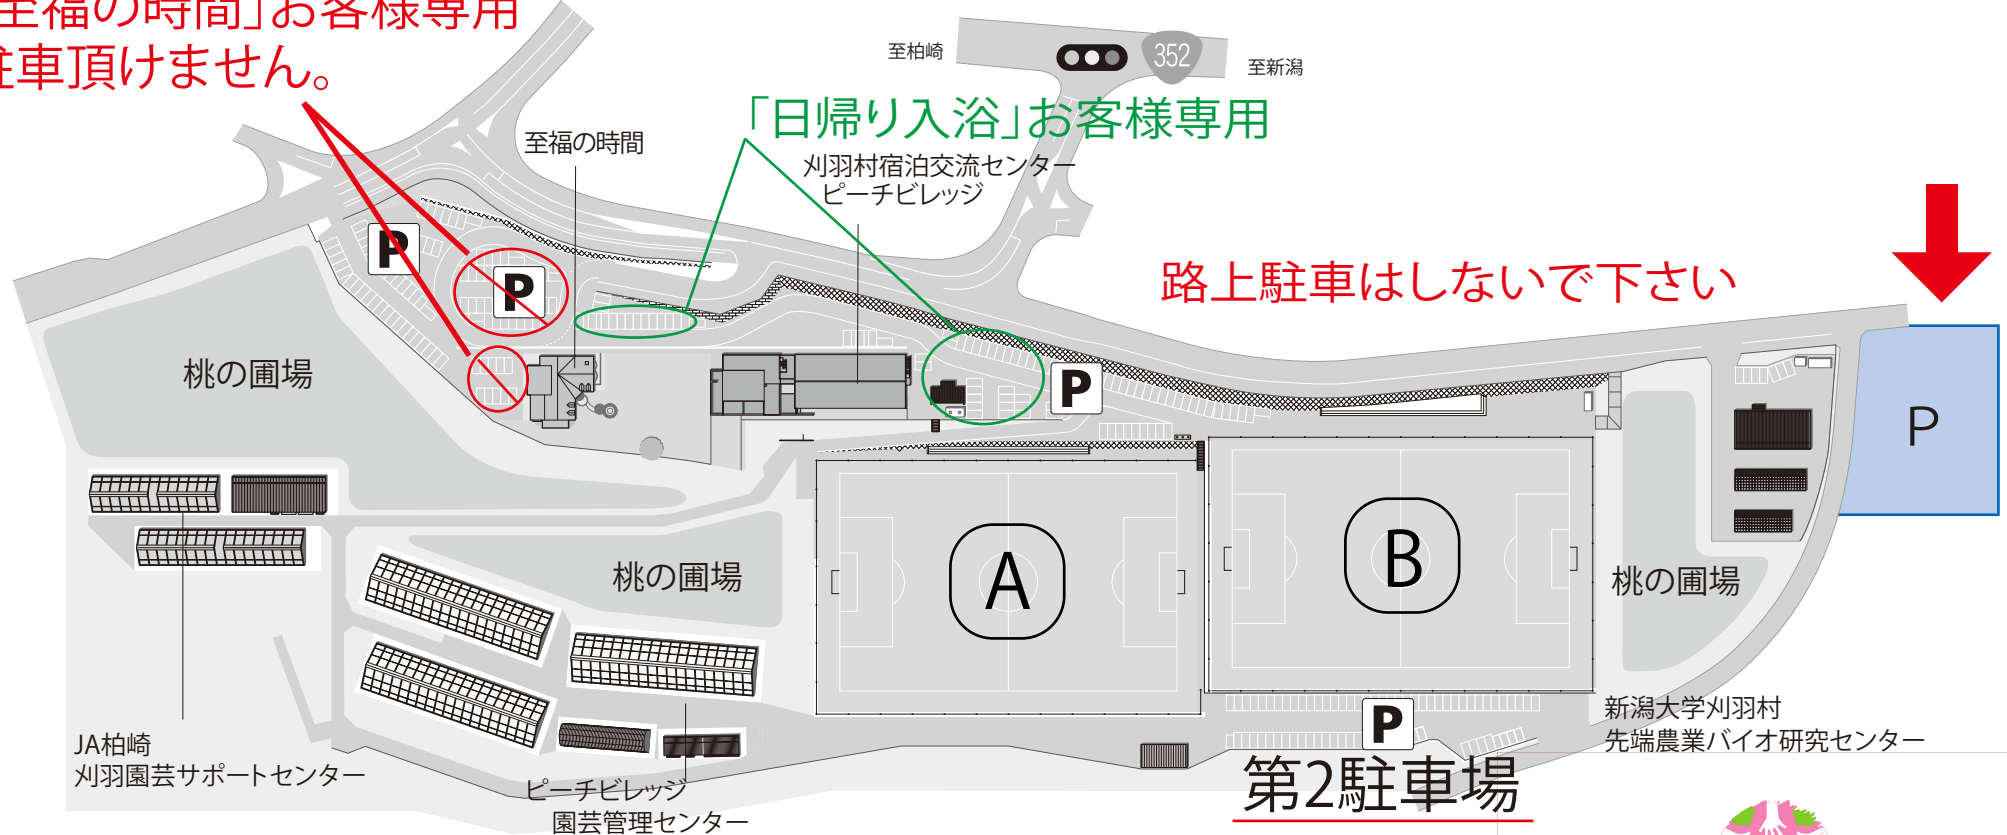 至福の時間」お客様専用
駐車頂けません。
至柏崎
352
至新潟
「日帰り入浴」お客様専用
至福の時間
刈羽村宿泊交流センター
ピーチビレッジ
P
P
路上駐車はしないで下さい
桃の圃場
P
P
A
B
桃の圃場
桃の圃場
P
第2駐車場
新潟大学刈羽村
先端農業バイオ研究センター
JA柏崎
刈羽園芸サポートセンター
ピーチビレッジ
園芸管理センター